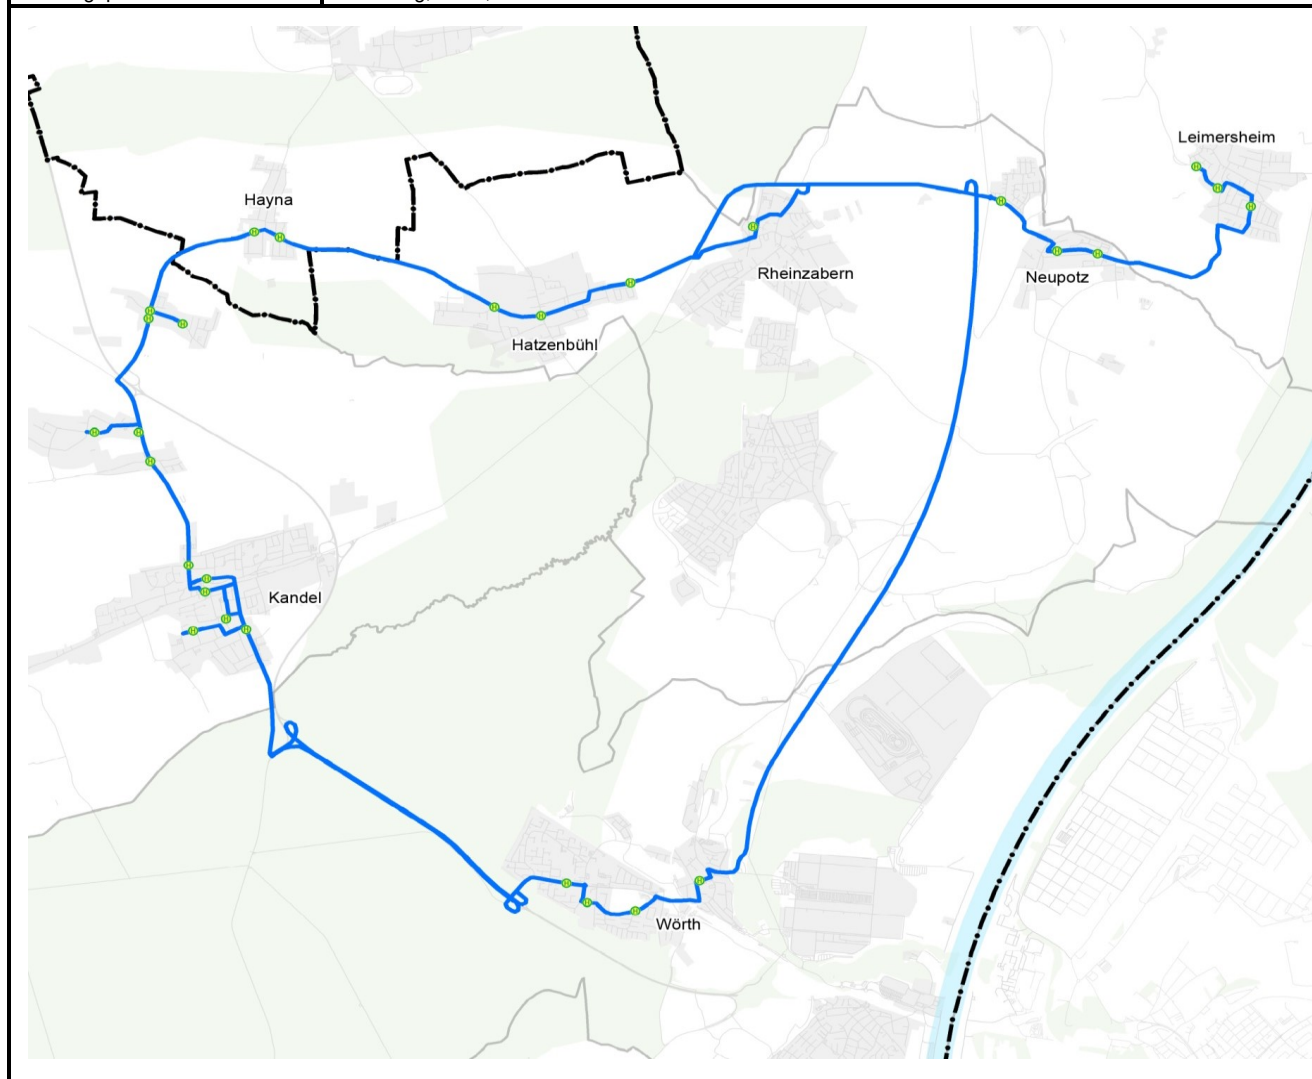 Leimersheim
Hayna
Rheinzabern
Neupotz
Hatzenbühl
Kandel
Wörth